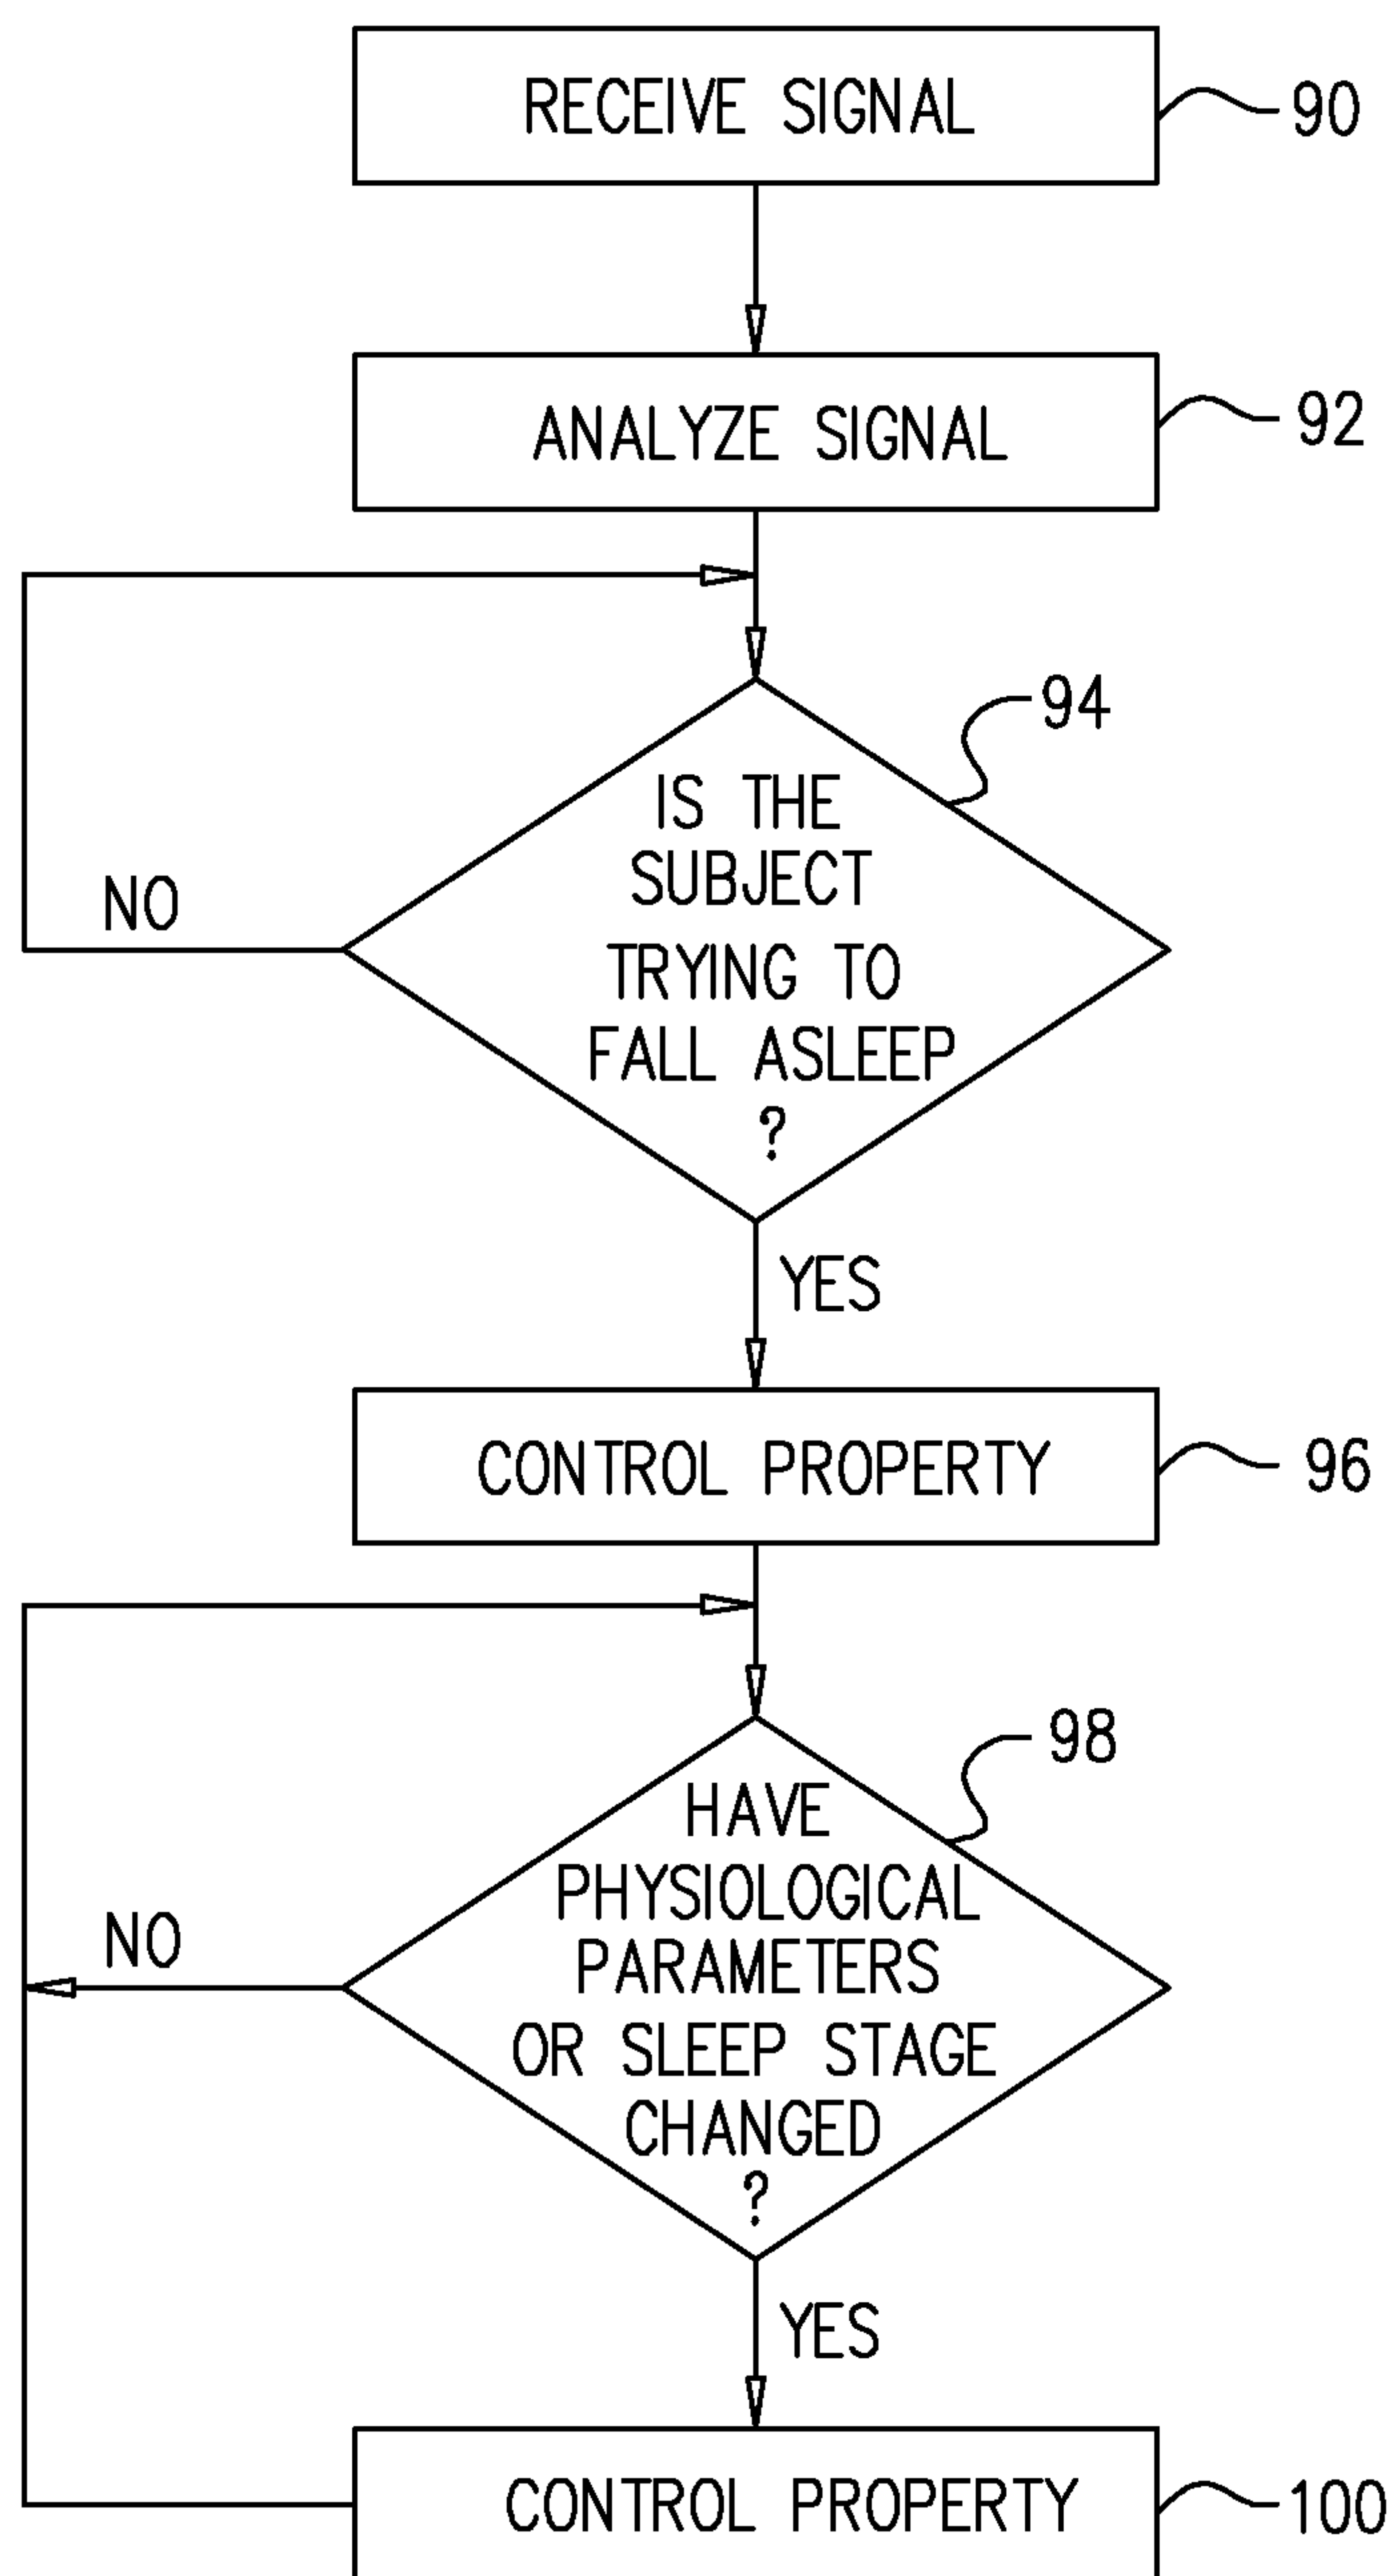 RECEIVE SIGNAL
90
ANALYZE SIGNAL
92
94
IS THE
SUBJECT
TRYING TO
FALL ASLEEP
?
NO
YES
CONTROL PROPERTY
96
98
HAVE
PHYSIOLOGICAL
PARAMETERS
OR SLEEP STAGE
CHANGED
?
NO
YES
CONTROL PROPERTY
100